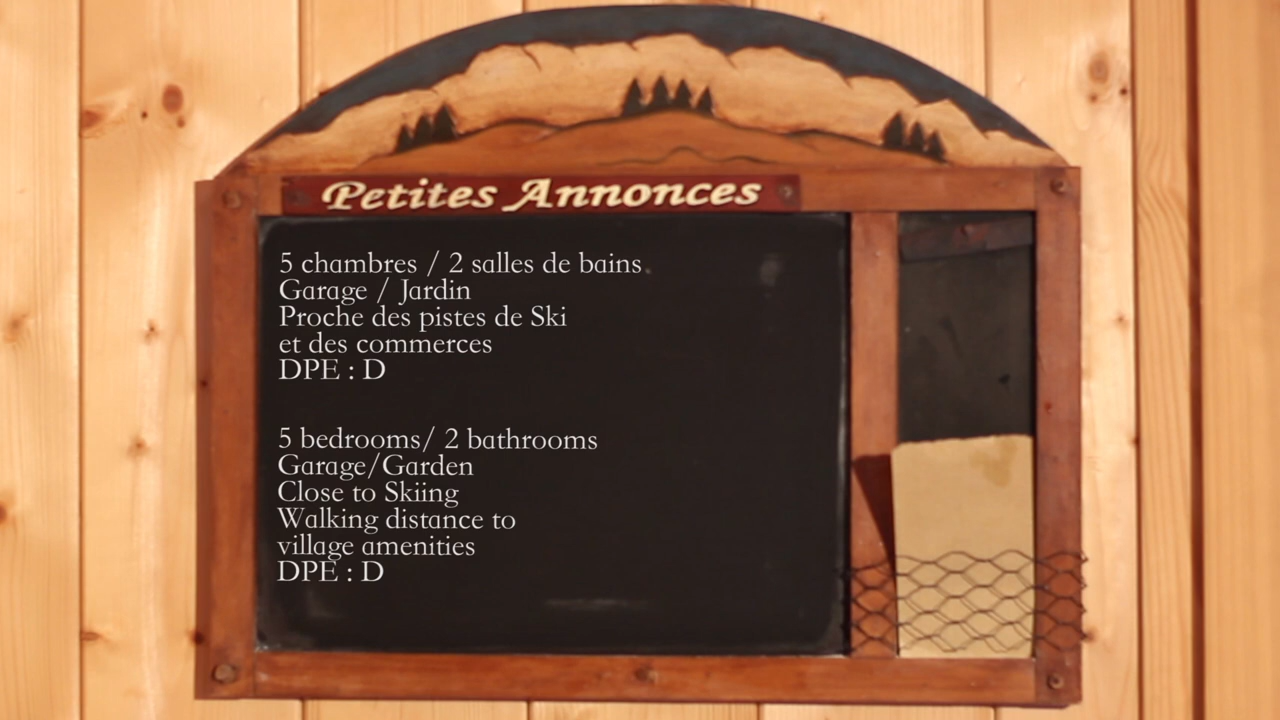 Petites Annonces
5 chambres / 2 salles de bains
Garage / Jardin
Proche des pistes de Ski
et des commerces
DPE : D
5 bedrooms/ 2 bathrooms
Garage/Garden
Close to Skiing
Walking distance to
village amenities
DPE : D